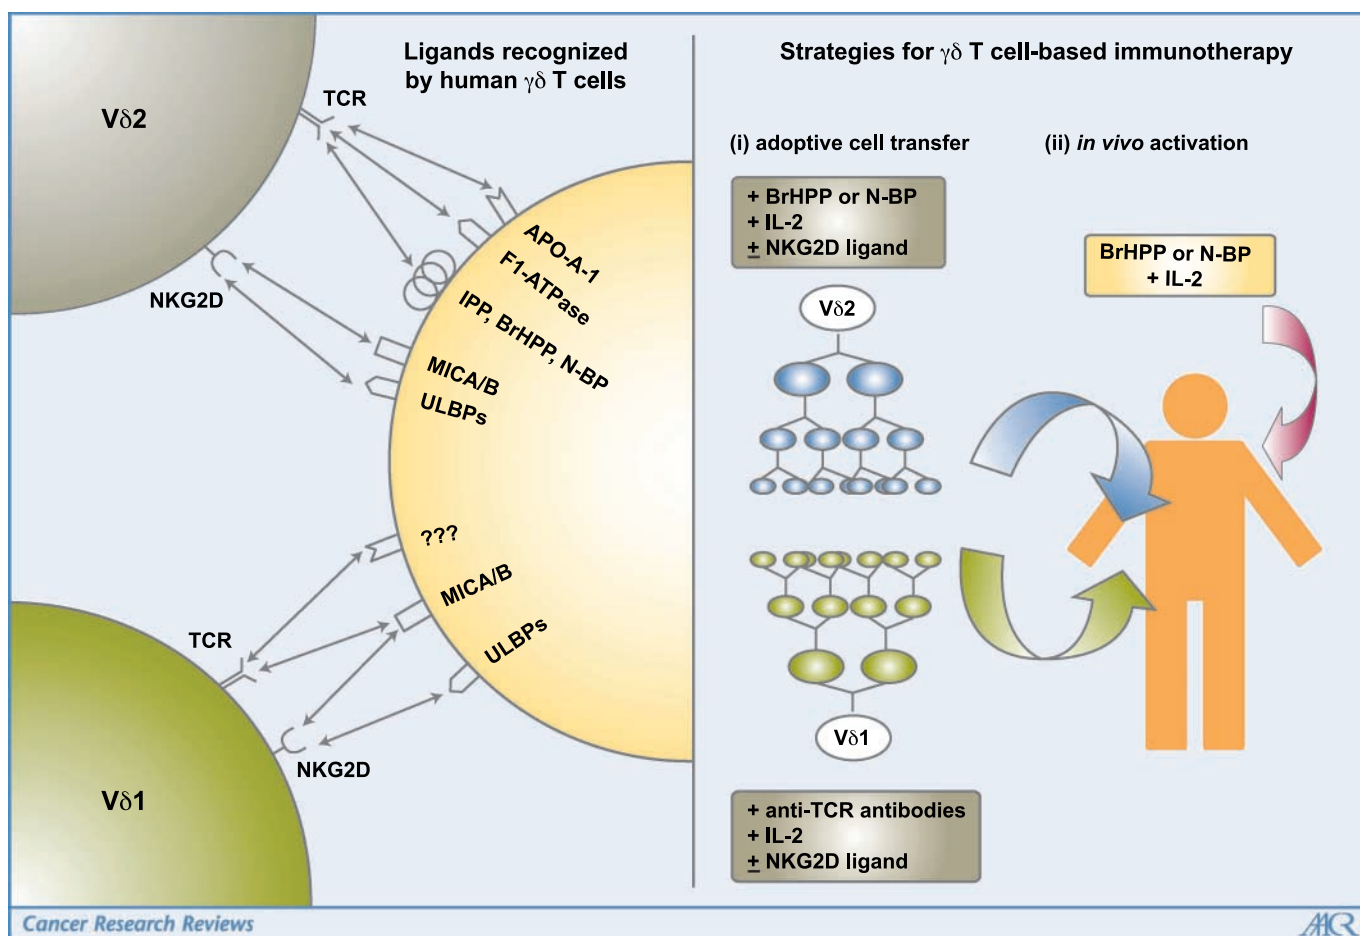 Ligands recognized
by human γδ T cells
Vδ2
TCR
NKG2D
APO-A-1
F1-ATPase
IPP, BrHPP, N-BP
MICA/B
ULBPs
???
MICA/B
ULBPs
TCR
NKG2D
Vδ1
Strategies for γδ T cell-based immunotherapy
(i) adoptive cell transfer
+ BrHPP or N-BP
+ IL-2
± NKG2D ligand
Vδ2
Vδ1
+ anti-TCR antibodies
+ IL-2
± NKG2D ligand
(ii) in vivo activation
BrHPP or N-BP
+ IL-2
Cancer Research Reviews
AACR